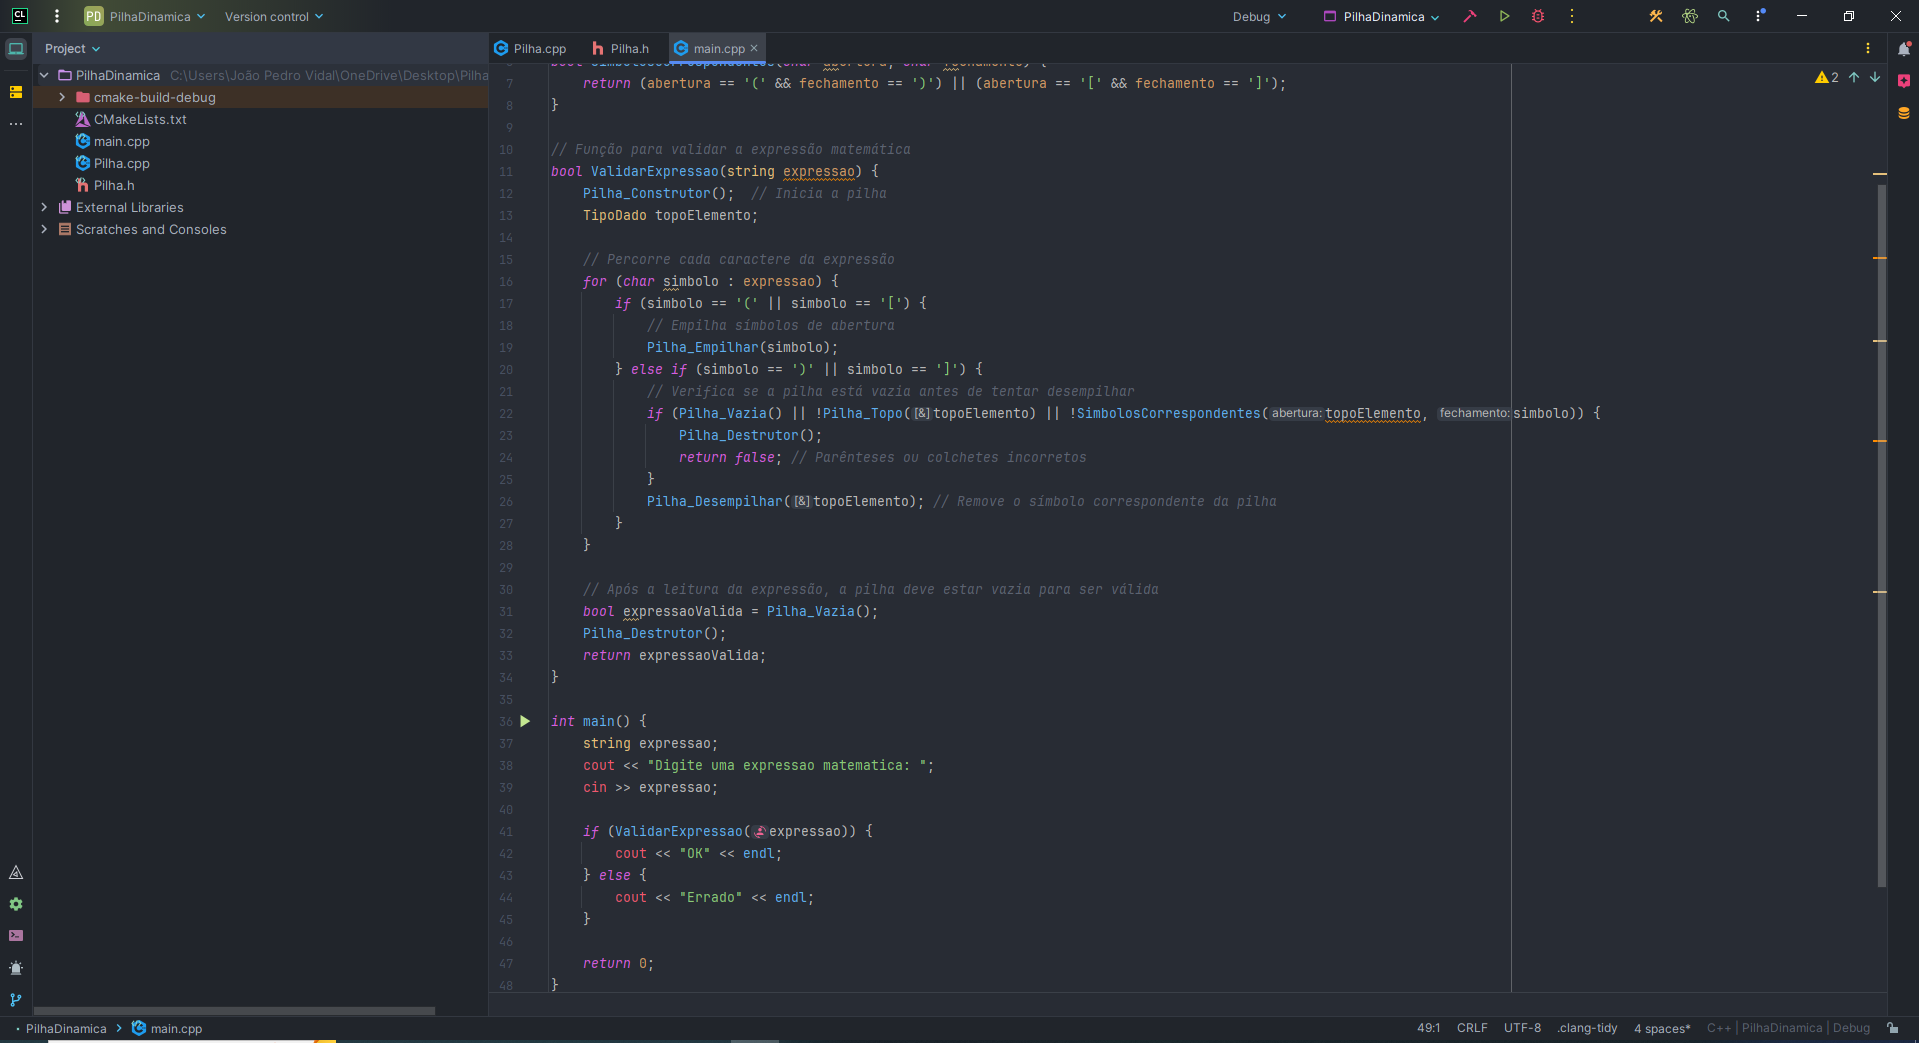 CL
PD PilhaDinamica
Version control
Debug
PilhaDinamica
Project
PilhaDinamica C:\Users\João Pedro Vidal\OneDrive\Desktop\Pilha
cmake-build-debug
CMakeLists.txt
main.cpp
Pilha.cpp
Pilha.h
External Libraries
Scratches and Consoles
Pilha.cpp
Pilha.h
main.cpp
2
7 return (abertura == '(' && fechamento == ')') || (abertura == '[' && fechamento == ']');
8 }
9
10 // Função para validar a expressão matemática
11 bool ValidarExpressao(string expressao) {
12 Pilha_Construtor(); // Inicia a pilha
13 TipoDado topoElemento;
14
15 // Percorre cada caractere da expressão
16 for (char simbolo : expressao) {
17 if (simbolo == '(' || simbolo == '[') {
18 // Empilha símbolos de abertura
19 Pilha_Empilhar(simbolo);
20 } else if (simbolo == ')' || simbolo == ']') {
21 // Verifica se a pilha está vazia antes de tentar desempilhar
22 if (Pilha_Vazia() || !Pilha_Topo([&]topoElemento) || !SimbolosCorrespondentes(abertura:topoElemento, fechamento:simbolo)) {
23 Pilha_Destrutor();
24 return false; // Parênteses ou colchetes incorretos
25 }
26 Pilha_Desempilhar([&]topoElemento); // Remove o símbolo correspondente da pilha
27 }
28 }
29
30 // Após a leitura da expressão, a pilha deve estar vazia para ser válida
31 bool expressaoValida = Pilha_Vazia();
32 Pilha_Destrutor();
33 return expressaoValida;
34 }
35
36 int main() {
37 string expressao;
38 cout << "Digite uma expressao matematica: ";
39 cin >> expressao;
40
41 if (ValidarExpressao(expressao)) {
42 cout << "OK" << endl;
43 } else {
44 cout << "Errado" << endl;
45 }
46
47 return 0;
48 }
PilhaDinamica > main.cpp
49:1 CRLF UTF-8 .clang-tidy 4 spaces* C++ | PilhaDinamica | Debug